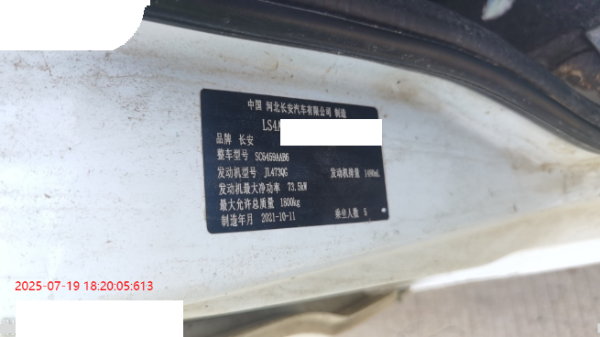 中国 河北长安汽车有限公司 制造
LS4A
品牌 长安
整车型号 SC6459AAB6
发动机型号 JL473QG 发动机排量 1480mL
发动机最大净功率 73.5kW
最大允许总质量 1800kg
制造年月 2021-10-11 乘坐人数 5
2025-07-19 18:20:05:613